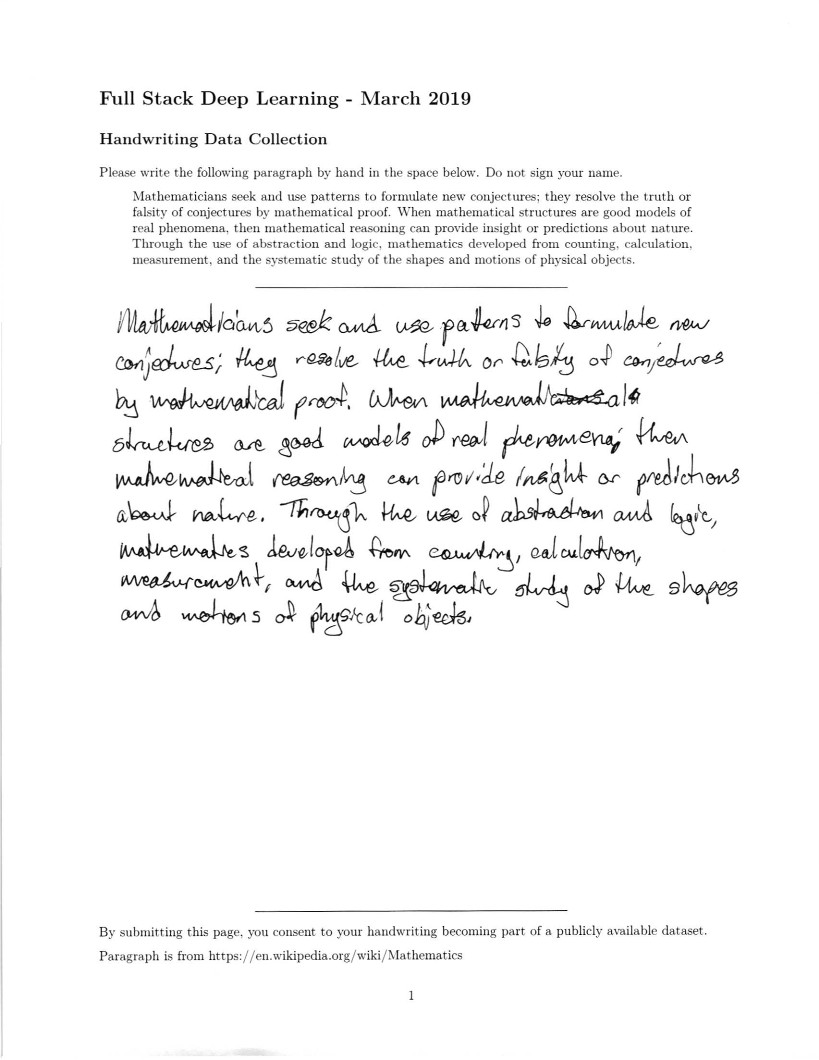 Full Stack Deep Learning - March 2019
Handwriting Data Collection
Please write the following paragraph by hand in the space below. Do not sign your name.
Mathematicians seek and use patterns to formulate new conjectures; they resolve the truth or
falsity of conjectures by mathematical proof. When mathematical structures are good models of
real phenomena, then mathematical reasoning can provide insight or predictions about nature.
Through the use of abstraction and logic, mathematics developed from counting, calculation,
measurement, and the systematic study of the shapes and motions of physical objects.
Mathematicians seek and use patterns to formulate new
conjectures; they resolve the truth or falsity of conjectures
by mathematical proof. When mathematical
structures are good models of real phenomena, then
mathematical reasoning can provide insight or predictions
about nature. Through the use of abstraction and logic,
mathematics developed from counting, calculation,
measurement, and the systematic study of the shapes
and motions of physical objects.
By submitting this page, you consent to your handwriting becoming part of a publicly available dataset.
Paragraph is from https://en.wikipedia.org/wiki/Mathematics
1